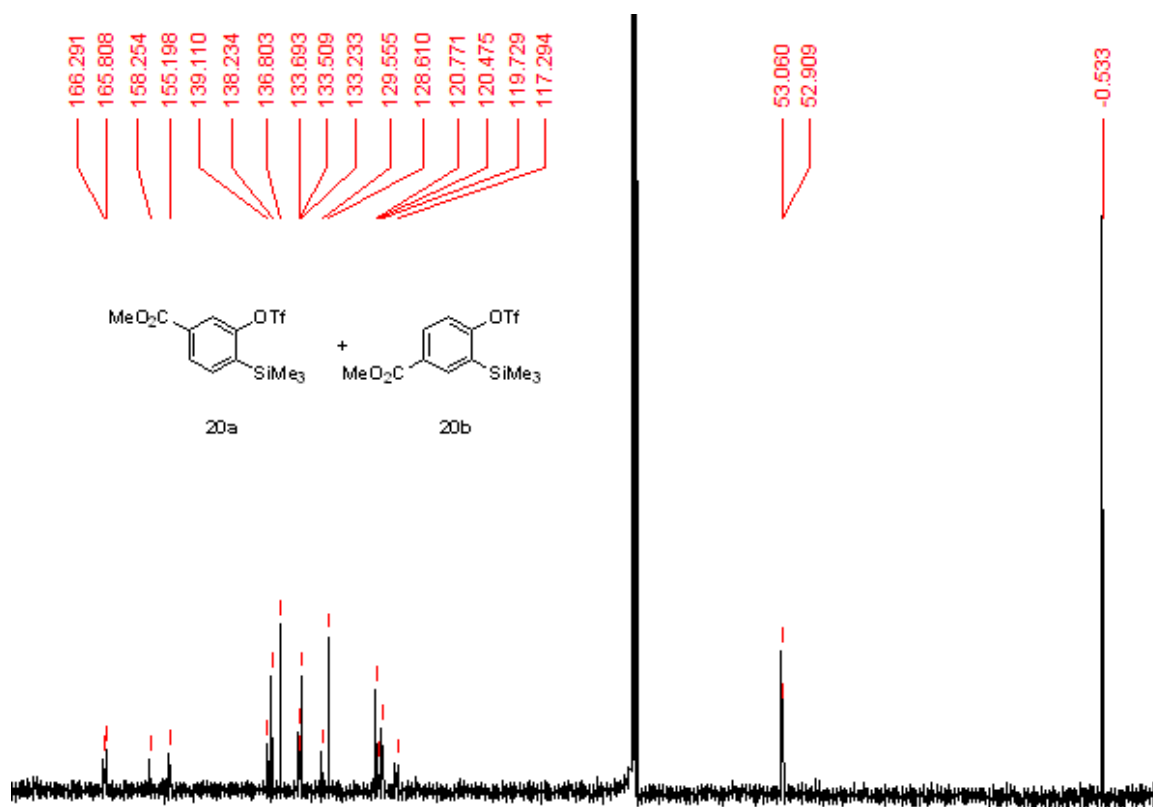 166.291
165.808
158.254
155.198
139.110
138.234
136.803
133.693
133.509
133.233
129.555
128.610
120.771
120.475
119.729
117.294
53.060
52.909
-0.533
MeO2C
OTf
SiMe3
+
MeO2C
OTf
SiMe3
20a
20b